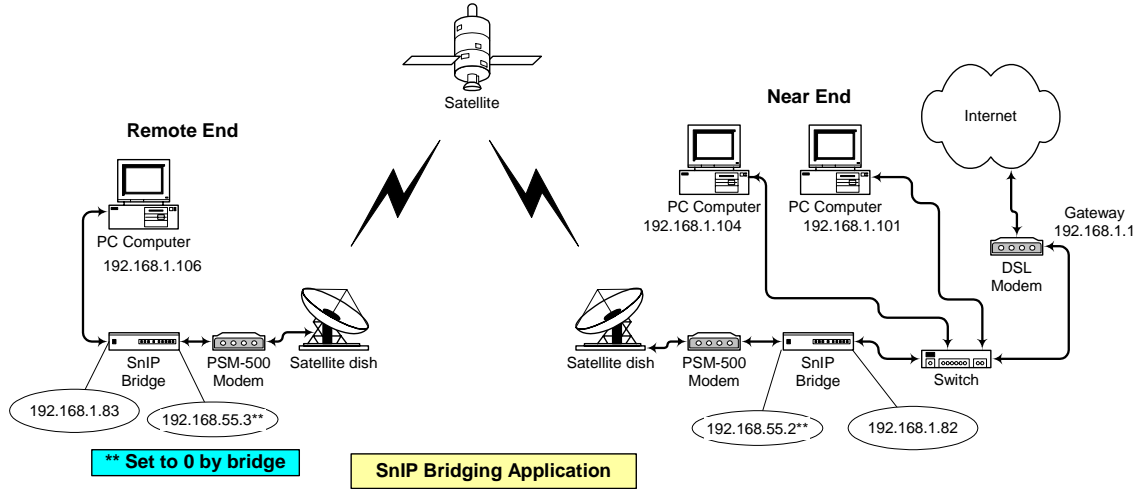 Satellite
Remote End
Near End
Internet
PC Computer
192.168.1.106
PC Computer
192.168.1.104
PC Computer
192.168.1.101
Gateway
192.168.1.1
DSL
Modem
SnIP
Bridge
PSM-500
Modem
Satellite dish
Satellite dish
PSM-500
Modem
SnIP
Bridge
Switch
192.168.1.83
192.168.55.3**
192.168.55.2**
192.168.1.82
** Set to 0 by bridge
SnIP Bridging Application